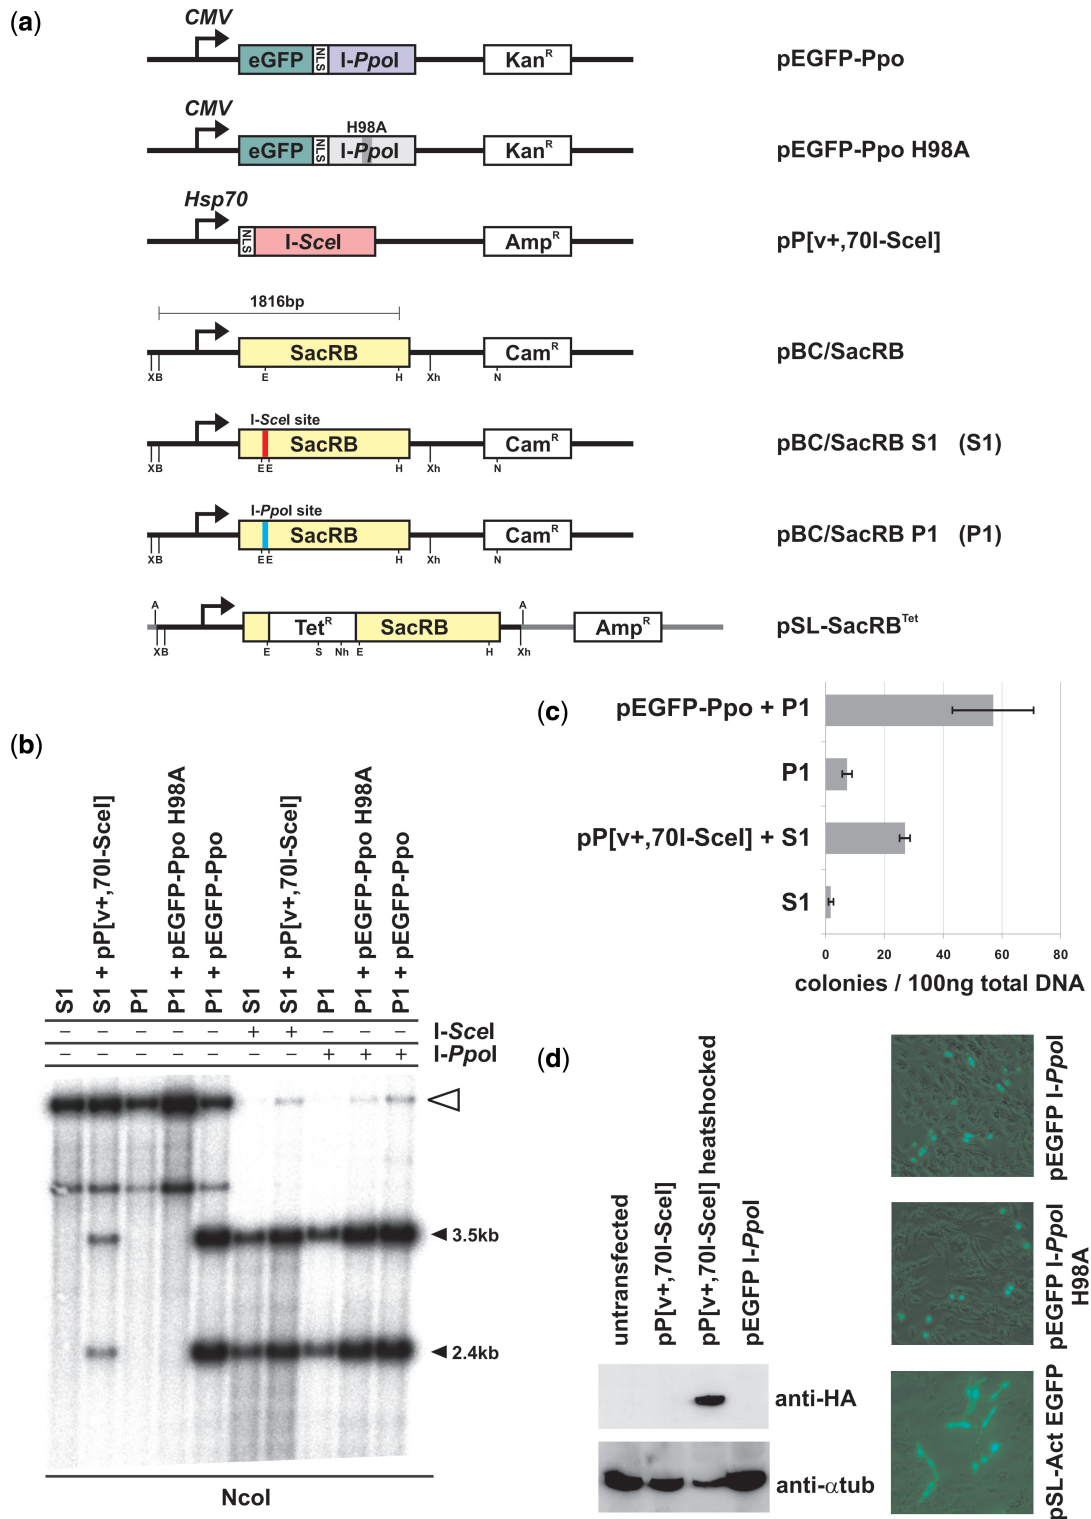 (a)
CMV
eGFP NLS I-PpoI KanR pEGFP-Ppo
CMV
H98A
eGFP NLS I-PpoI KanR pEGFP-Ppo H98A
Hsp70
NLS I-SceI AmpR pP[v+,70I-SceI]
1816bp
SacRB CamR pBC/SacRB
X B E H Xh N
I-SceI site
SacRB CamR pBC/SacRB S1 (S1)
X B E E H Xh N
I-PpoI site
SacRB CamR pBC/SacRB P1 (P1)
X B E E H Xh N
A A
TetR SacRB AmpR pSL-SacRBTet
X B E S Nh E H Xh
(b)
S1
S1 + pP[v+,70I-SceI]
P1
P1 + pEGFP-Ppo H98A
P1 + pEGFP-Ppo
S1
S1 + pP[v+,70I-SceI]
P1
P1 + pEGFP-Ppo H98A
P1 + pEGFP-Ppo
– – – – – + + – – – I-SceI
– – – – – – – + + + I-PpoI
3.5kb
2.4kb
NcoI
(c)
pEGFP-Ppo + P1
P1
pP[v+,70I-SceI] + S1
S1
0 20 40 60 80
colonies / 100ng total DNA
(d)
untransfected
pP[v+,70I-SceI]
pP[v+,70I-SceI] heatshocked
pEGFP I-PpoI
anti-HA
anti-αtub
pEGFP I-PpoI
pEGFP I-PpoI
H98A
pSL-Act EGFP